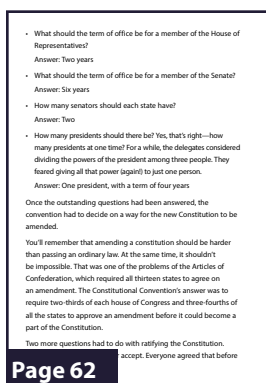 • What should the term of office be for a member of the House of
Representatives?
Answer: Two years
• What should the term of office be for a member of the Senate?
Answer: Six years
• How many senators should each state have?
Answer: Two
• How many presidents should there be? Yes, that's right—how
many presidents at one time? For a while, the delegates considered
dividing the powers of the president among three people. They
feared giving all that power (again!) to just one person.
Answer: One president, with a term of four years
Once the outstanding questions had been answered, the
convention had to decide on a way for the new Constitution to be
amended.
You'll remember that amending a constitution should be harder
than passing an ordinary law. At the same time, it shouldn't
be impossible. That was one of the problems of the Articles of
Confederation, which required all thirteen states to agree on
an amendment. The Constitutional Convention's answer was to
require two-thirds of each house of Congress and three-fourths of
all the states to approve an amendment before it could become a
part of the Constitution.
Two more questions had to do with ratifying the Constitution.
accept. Everyone agreed that before
Page 62